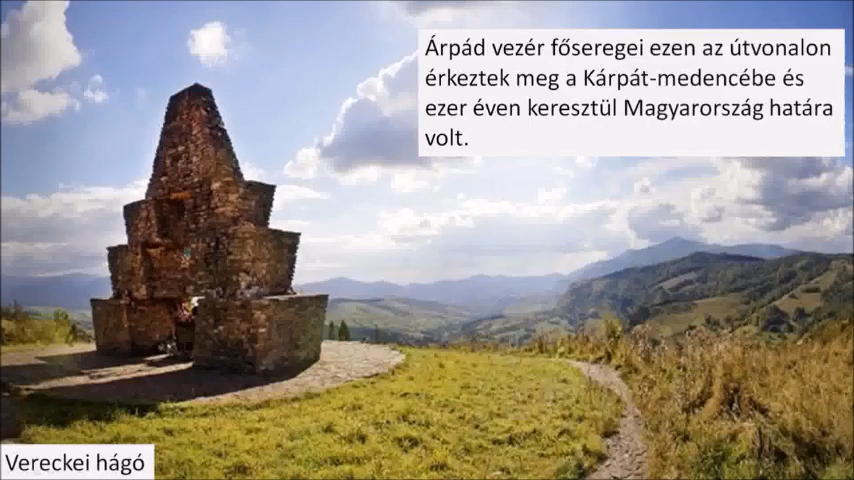 Árpád vezér főseregei ezen az útvonalon
érkeztek meg a Kárpát-medencébe és
ezer éven keresztül Magyarország határa
volt.
Vereckei hágó